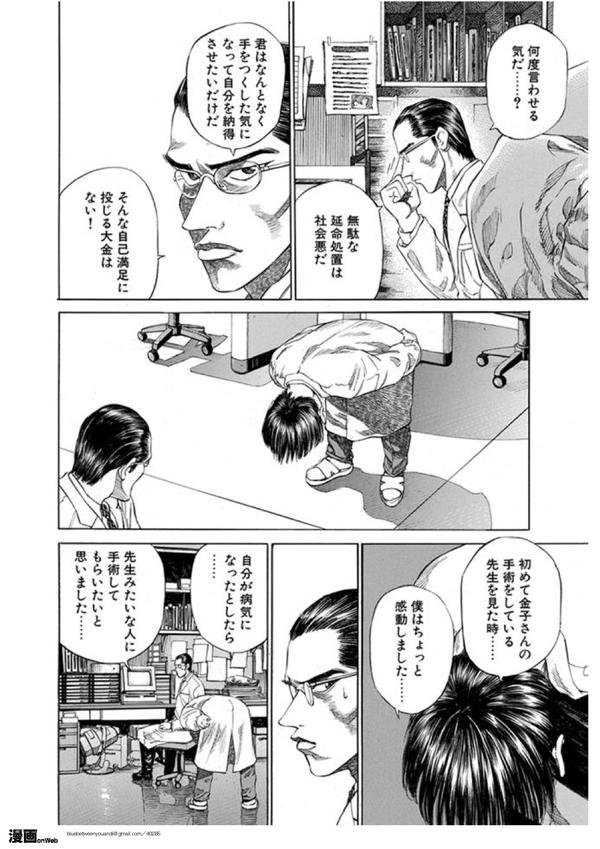 何度言わせる
気だ……？
無駄な
延命処置は
社会悪だ
君はなんとなく
手をつくした気に
なって自分を納得
させたいだけだ
そんな自己満足に
投じる大金は
ない！
初めて金子さんの
手術をしている
先生を見た時……
僕はちょっと
感動しました……
自分が病気に
なったとしたら
……
先生みたいな人に
手術して
もらいたいと
思いました……
漫画 on Web
bluebetweenyouandi@gmail.com / 40285